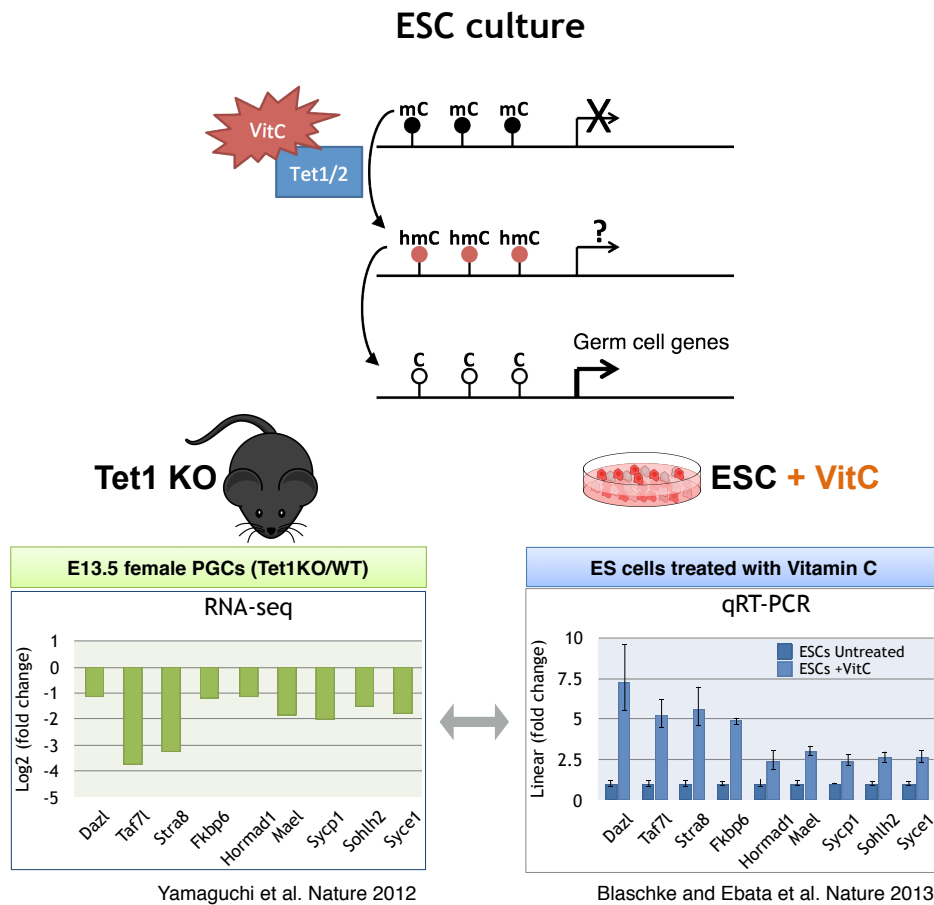 ESC culture
VitC
Tet1/2
mC mC mC
X
hmC hmC hmC
?
C C C
Germ cell genes
Tet1 KO
ESC + VitC
E13.5 female PGCs (Tet1KO/WT)
RNA-seq
Log2 (fold change)
1
0
-1
-2
-3
-4
-5
Dazl Taf7l Stra8 Fkbp6 Hormad1 Mael Sycp1 Sohlh2 Syce1
Yamaguchi et al. Nature 2012
ES cells treated with Vitamin C
qRT-PCR
Linear (fold change)
10
7.5
5
2.5
0
ESCs Untreated
ESCs +VitC
Dazl Taf7l Stra8 Fkbp6 Hormad1 Mael Sycp1 Sohlh2 Syce1
Blaschke and Ebata et al. Nature 2013